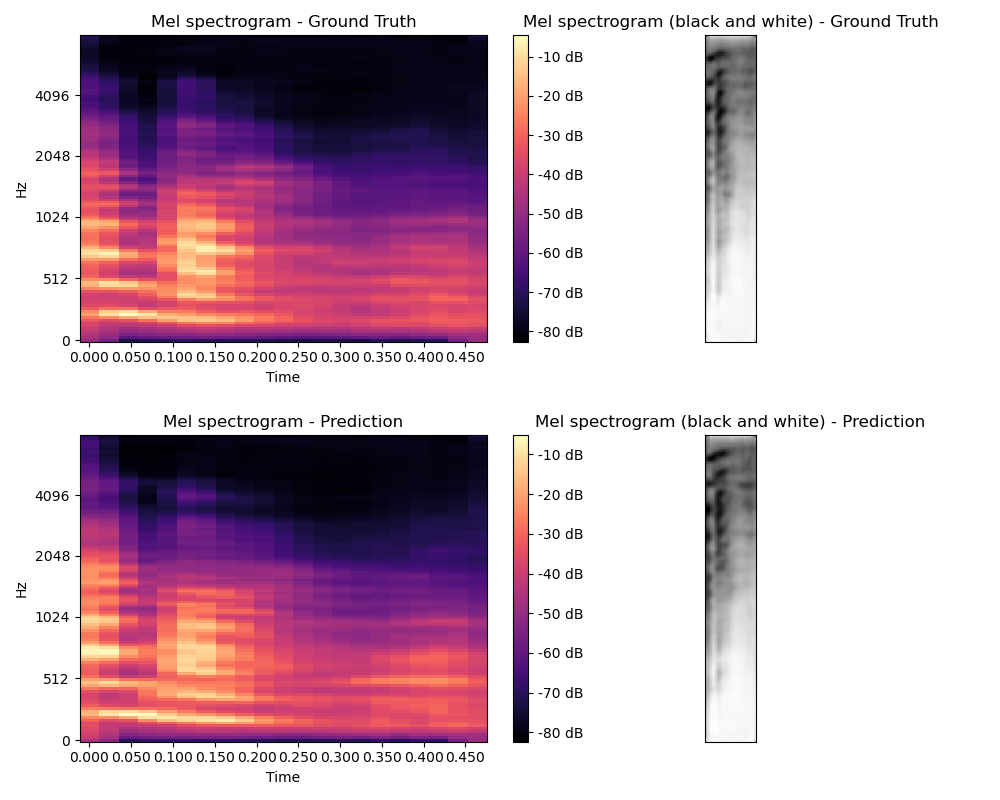 Mel spectrogram - Ground Truth
Mel spectrogram (black and white) - Ground Truth
4096
2048
1024
512
0
Hz
0.000 0.050 0.100 0.150 0.200 0.250 0.300 0.350 0.400 0.450
Time
-10 dB
-20 dB
-30 dB
-40 dB
-50 dB
-60 dB
-70 dB
-80 dB
Mel spectrogram - Prediction
Mel spectrogram (black and white) - Prediction
4096
2048
1024
512
0
Hz
0.000 0.050 0.100 0.150 0.200 0.250 0.300 0.350 0.400 0.450
Time
-10 dB
-20 dB
-30 dB
-40 dB
-50 dB
-60 dB
-70 dB
-80 dB